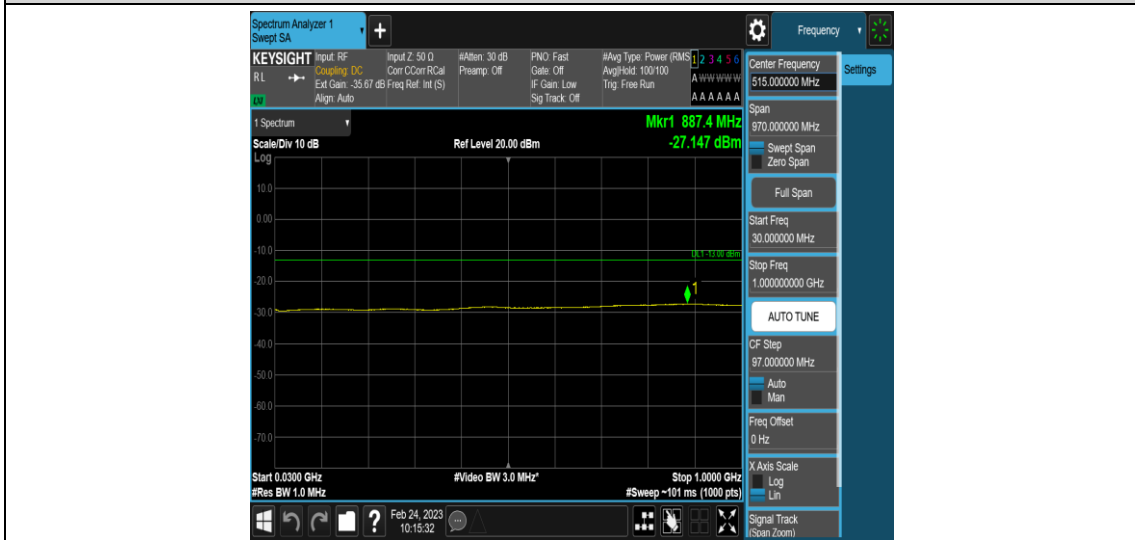 Spectrum Analyzer 1
Swept SA
+
Frequency
KEYSIGHT
RL
LXI
Input: RF
Coupling: DC
Ext Gain: -35.67 dB
Align: Auto
Input Z: 50 Ω
Corr CCorr RCal
Freq Ref: Int (S)
#Atten: 30 dB
Preamp: Off
PNO: Fast
Gate: Off
IF Gain: Low
Sig Track: Off
#Avg Type: Power (RMS
Avg|Hold: 100/100
Trig: Free Run
1 2 3 4 5 6
A W W W W W
A A A A A A
1 Spectrum
Mkr1 887.4 MHz
Scale/Div 10 dB
Ref Level 20.00 dBm
-27.147 dBm
Log
10.0
0.00
-10.0
DL1 -13.00 dBm
-20.0
1
-30.0
-40.0
-50.0
-60.0
-70.0
Start 0.0300 GHz
#Video BW 3.0 MHz*
Stop 1.0000 GHz
#Res BW 1.0 MHz
#Sweep ~101 ms (1000 pts)
?
Feb 24, 2023
10:15:32
Center Frequency
515.000000 MHz
Settings
Span
970.000000 MHz
Swept Span
Zero Span
Full Span
Start Freq
30.000000 MHz
Stop Freq
1.000000000 GHz
AUTO TUNE
CF Step
97.000000 MHz
Auto
Man
Freq Offset
0 Hz
X Axis Scale
Log
Lin
Signal Track
(Span Zoom)